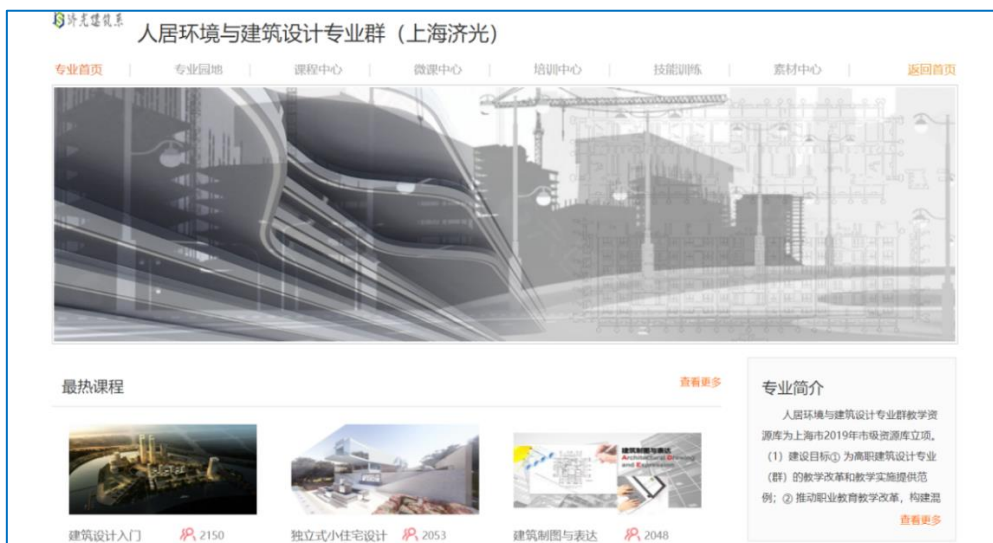 济光建筑系
人居环境与建筑设计专业群（上海济光）
专业首页 专业园地 课程中心 微课中心 培训中心 技能训练 素材中心 返回首页
最热课程 查看更多
建筑制图与表达
Architectural Drawing
and Expression
建筑设计入门 2150 独立式小住宅设计 2053 建筑制图与表达 2048
专业简介
人居环境与建筑设计专业群教学资
源库为上海市2019年市级资源库立项。
（1）建设目标① 为高职建筑设计专业
（群）的教学改革和教学实施提供范
例；② 推动职业教育教学改革，构建混
查看更多